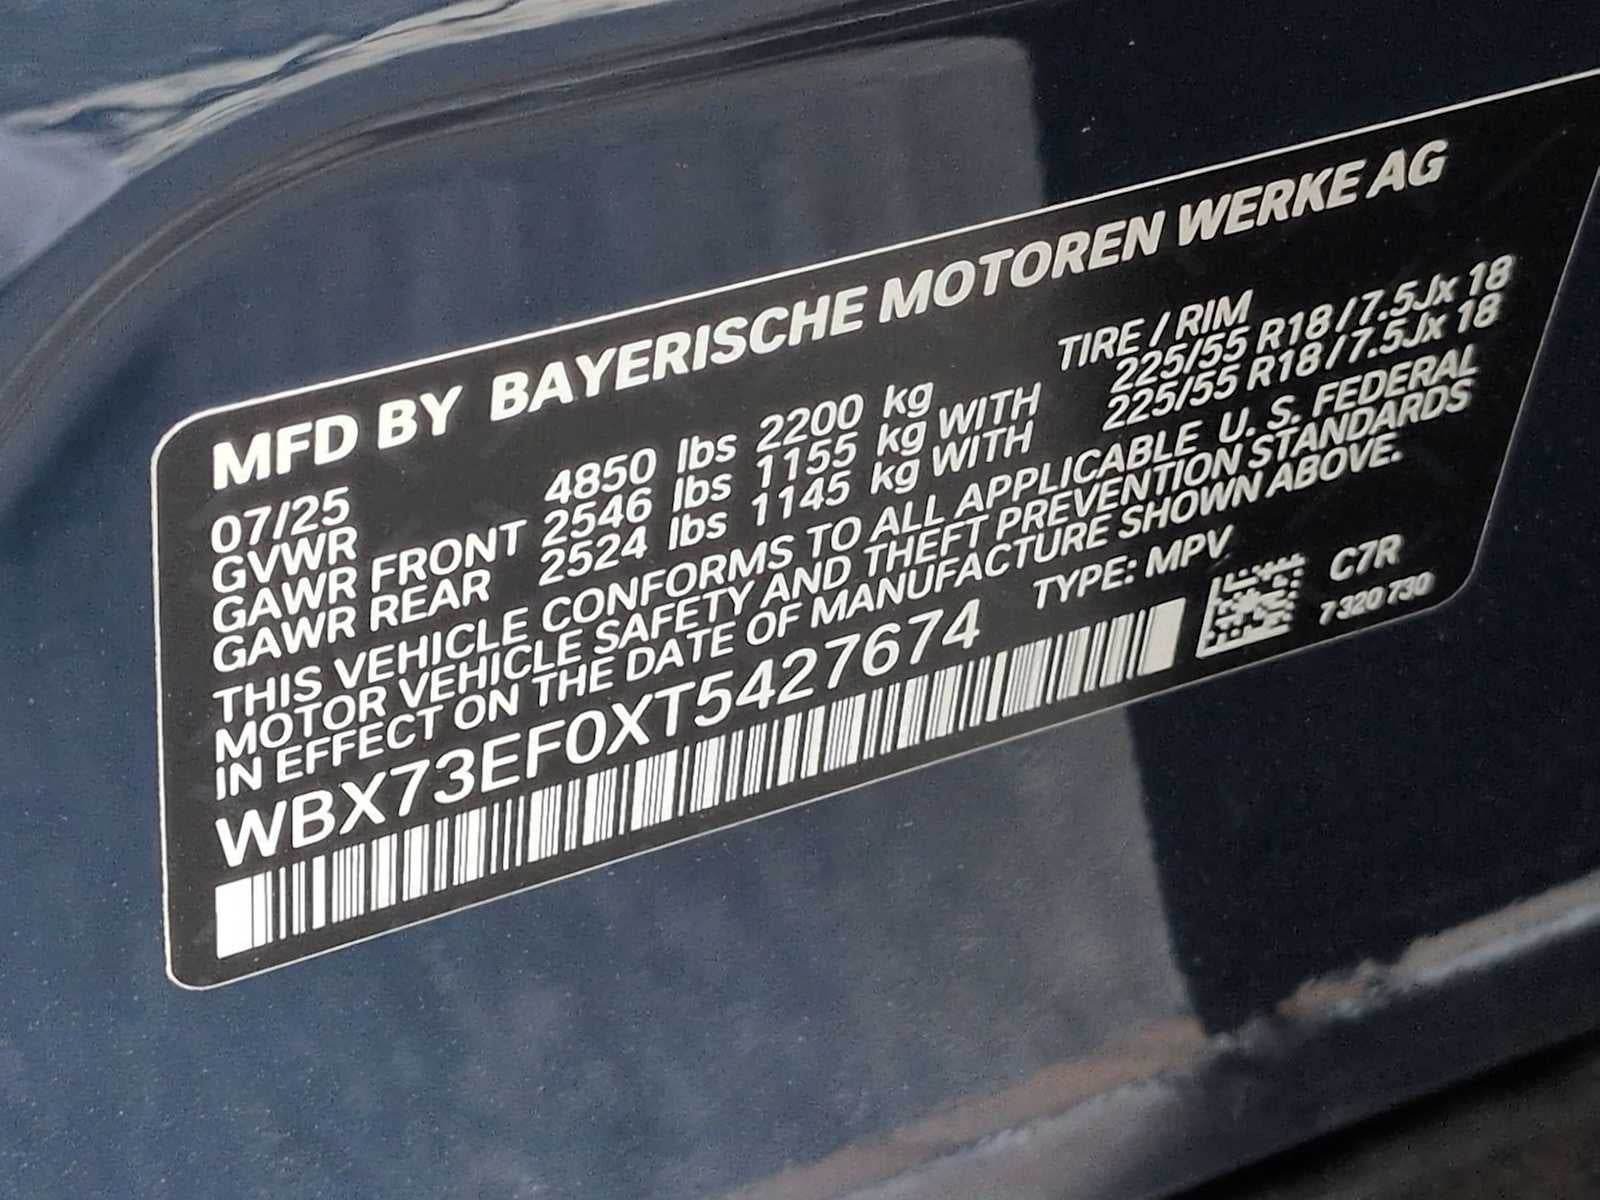 MFD BY BAYERISCHE MOTOREN WERKE AG
07/25 TIRE / RIM
GVWR 4850 lbs 2200 kg
GAWR FRONT 2546 lbs 1155 kg WITH 225/55 R18 / 7.5Jx 18
GAWR REAR 2524 lbs 1145 kg WITH 225/55 R18 / 7.5Jx 18
THIS VEHICLE CONFORMS TO ALL APPLICABLE U. S. FEDERAL
MOTOR VEHICLE SAFETY AND THEFT PREVENTION STANDARDS
IN EFFECT ON THE DATE OF MANUFACTURE SHOWN ABOVE.
WBX73EF0XT5427674 TYPE: MPV
C7R
7 320 730